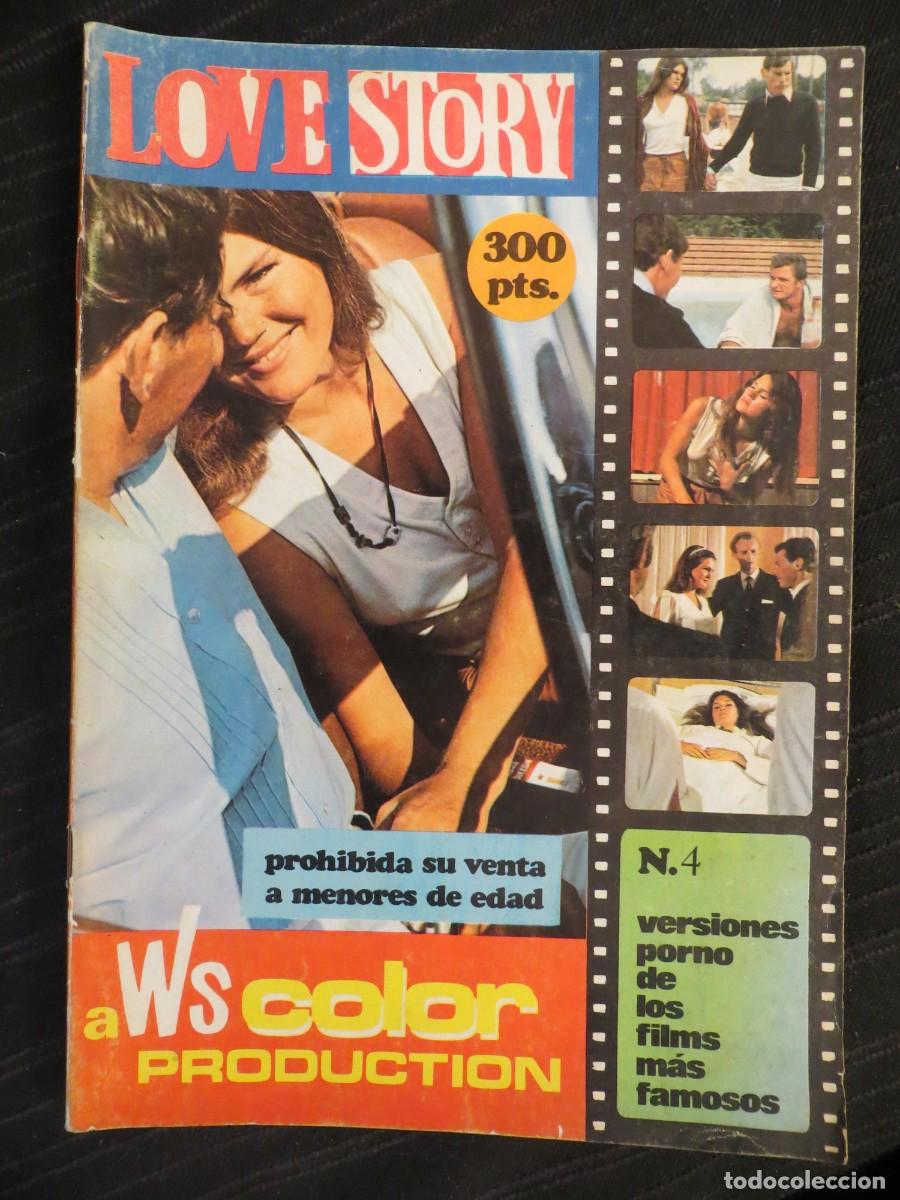 LOVE STORY
300
pts.
prohibida su venta
a menores de edad
a Ws color
PRODUCTION
N.4
versiones
porno
de
los
films
más
famosos
todocoleccion